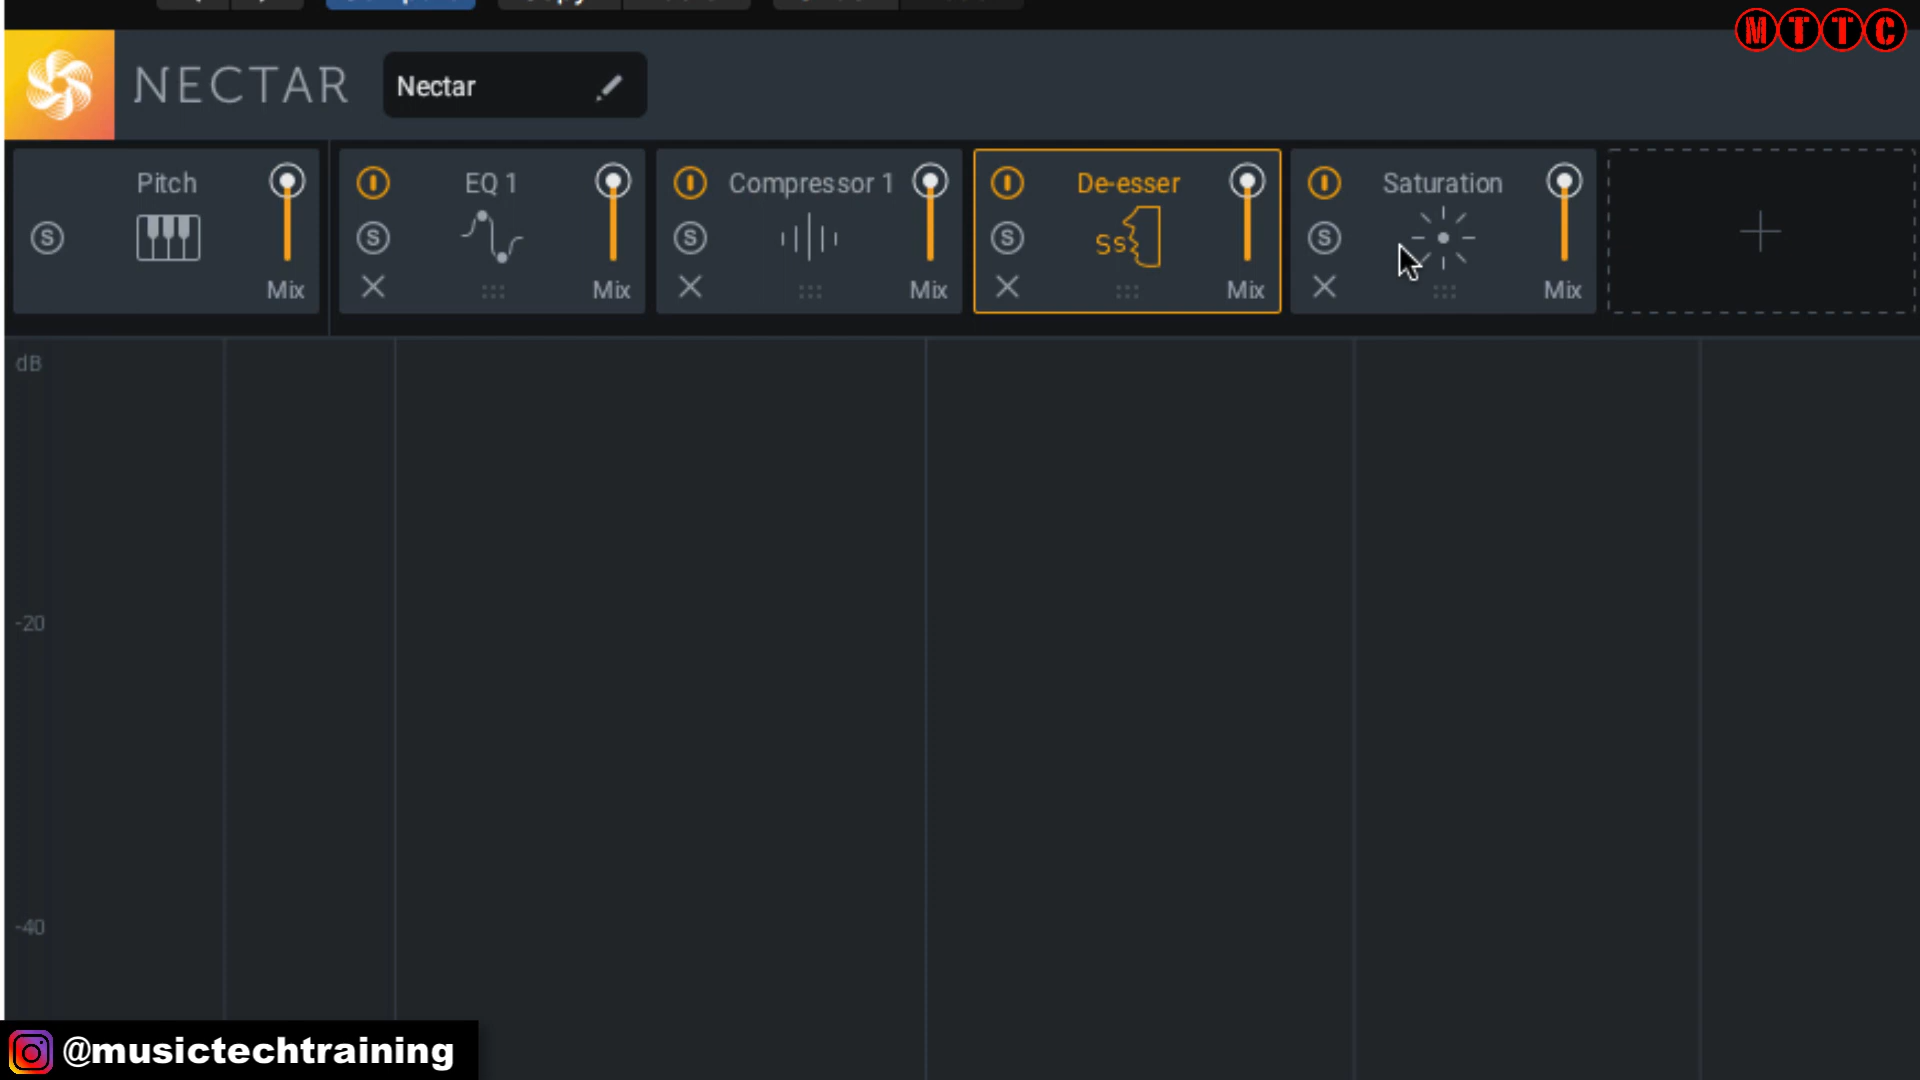 MTTC
NECTAR
Nectar
Pitch
S
Mix
EQ 1
S
Mix
Compressor 1
S
Mix
De-esser
S
Ss
Mix
Saturation
S
Mix
dB
-20
-40
@musictechtraining